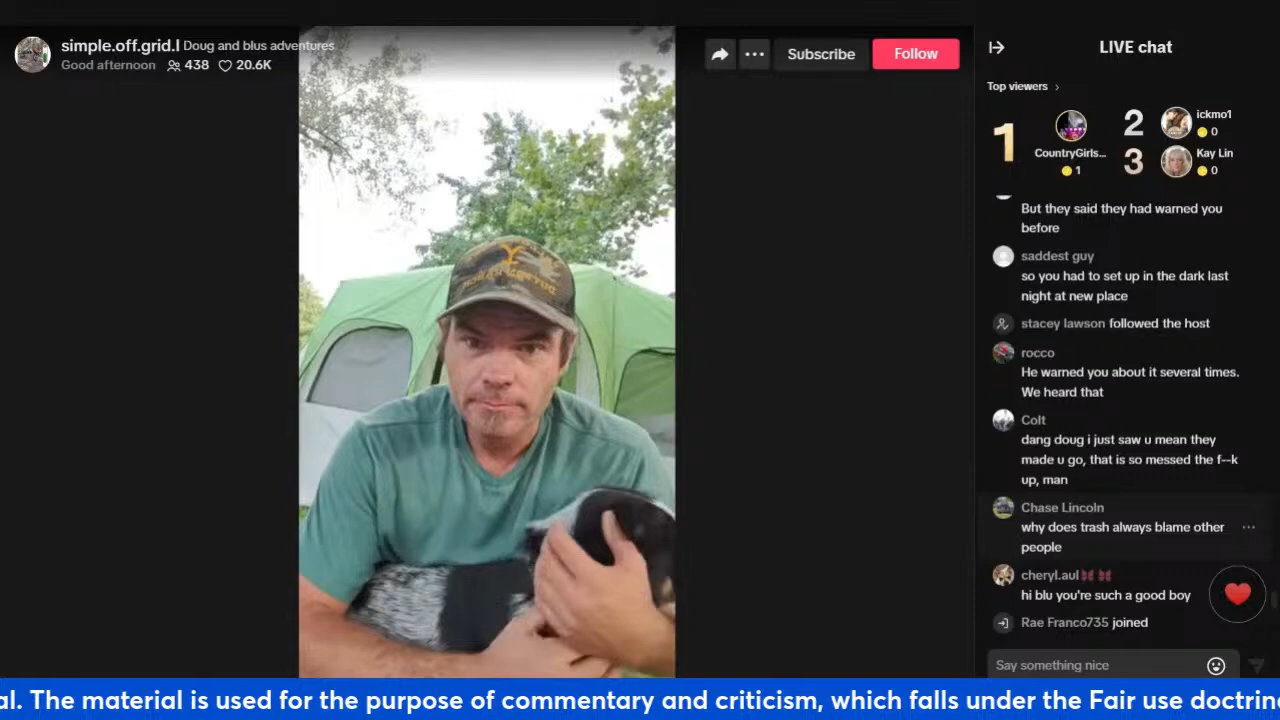 simple.off.grid.l Doug and blus adventures
Good afternoon 438 20.6K
Subscribe
Follow
LIVE chat
Top viewers
1
CountryGirls...
1
2
ickmo1
0
3
Kay Lin
0
But they said they had warned you
before
saddest guy
so you had to set up in the dark last
night at new place
stacey lawson followed the host
rocco
He warned you about it several times.
We heard that
Colt
dang doug i just saw u mean they
made u go, that is so messed the f--k
up, man
Chase Lincoln
why does trash always blame other
people
cheryl.aul
hi blu you're such a good boy
Rae Franco735 joined
Say something nice
al. The material is used for the purpose of commentary and criticism, which falls under the Fair use doctrin